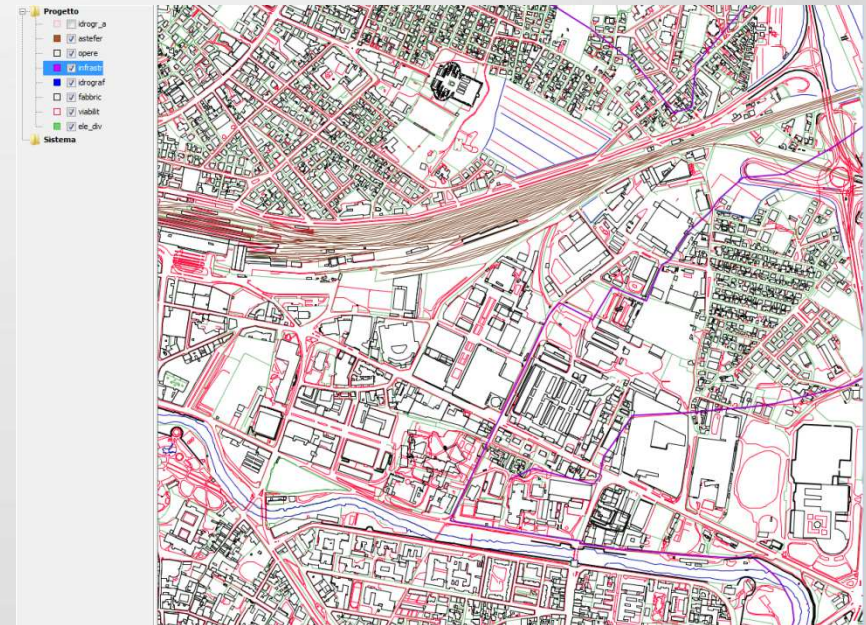 Progetto
idrogr_a
astefer
opere
infrastr
idrograf
fabbric
viabilit
ele_div
Sistema